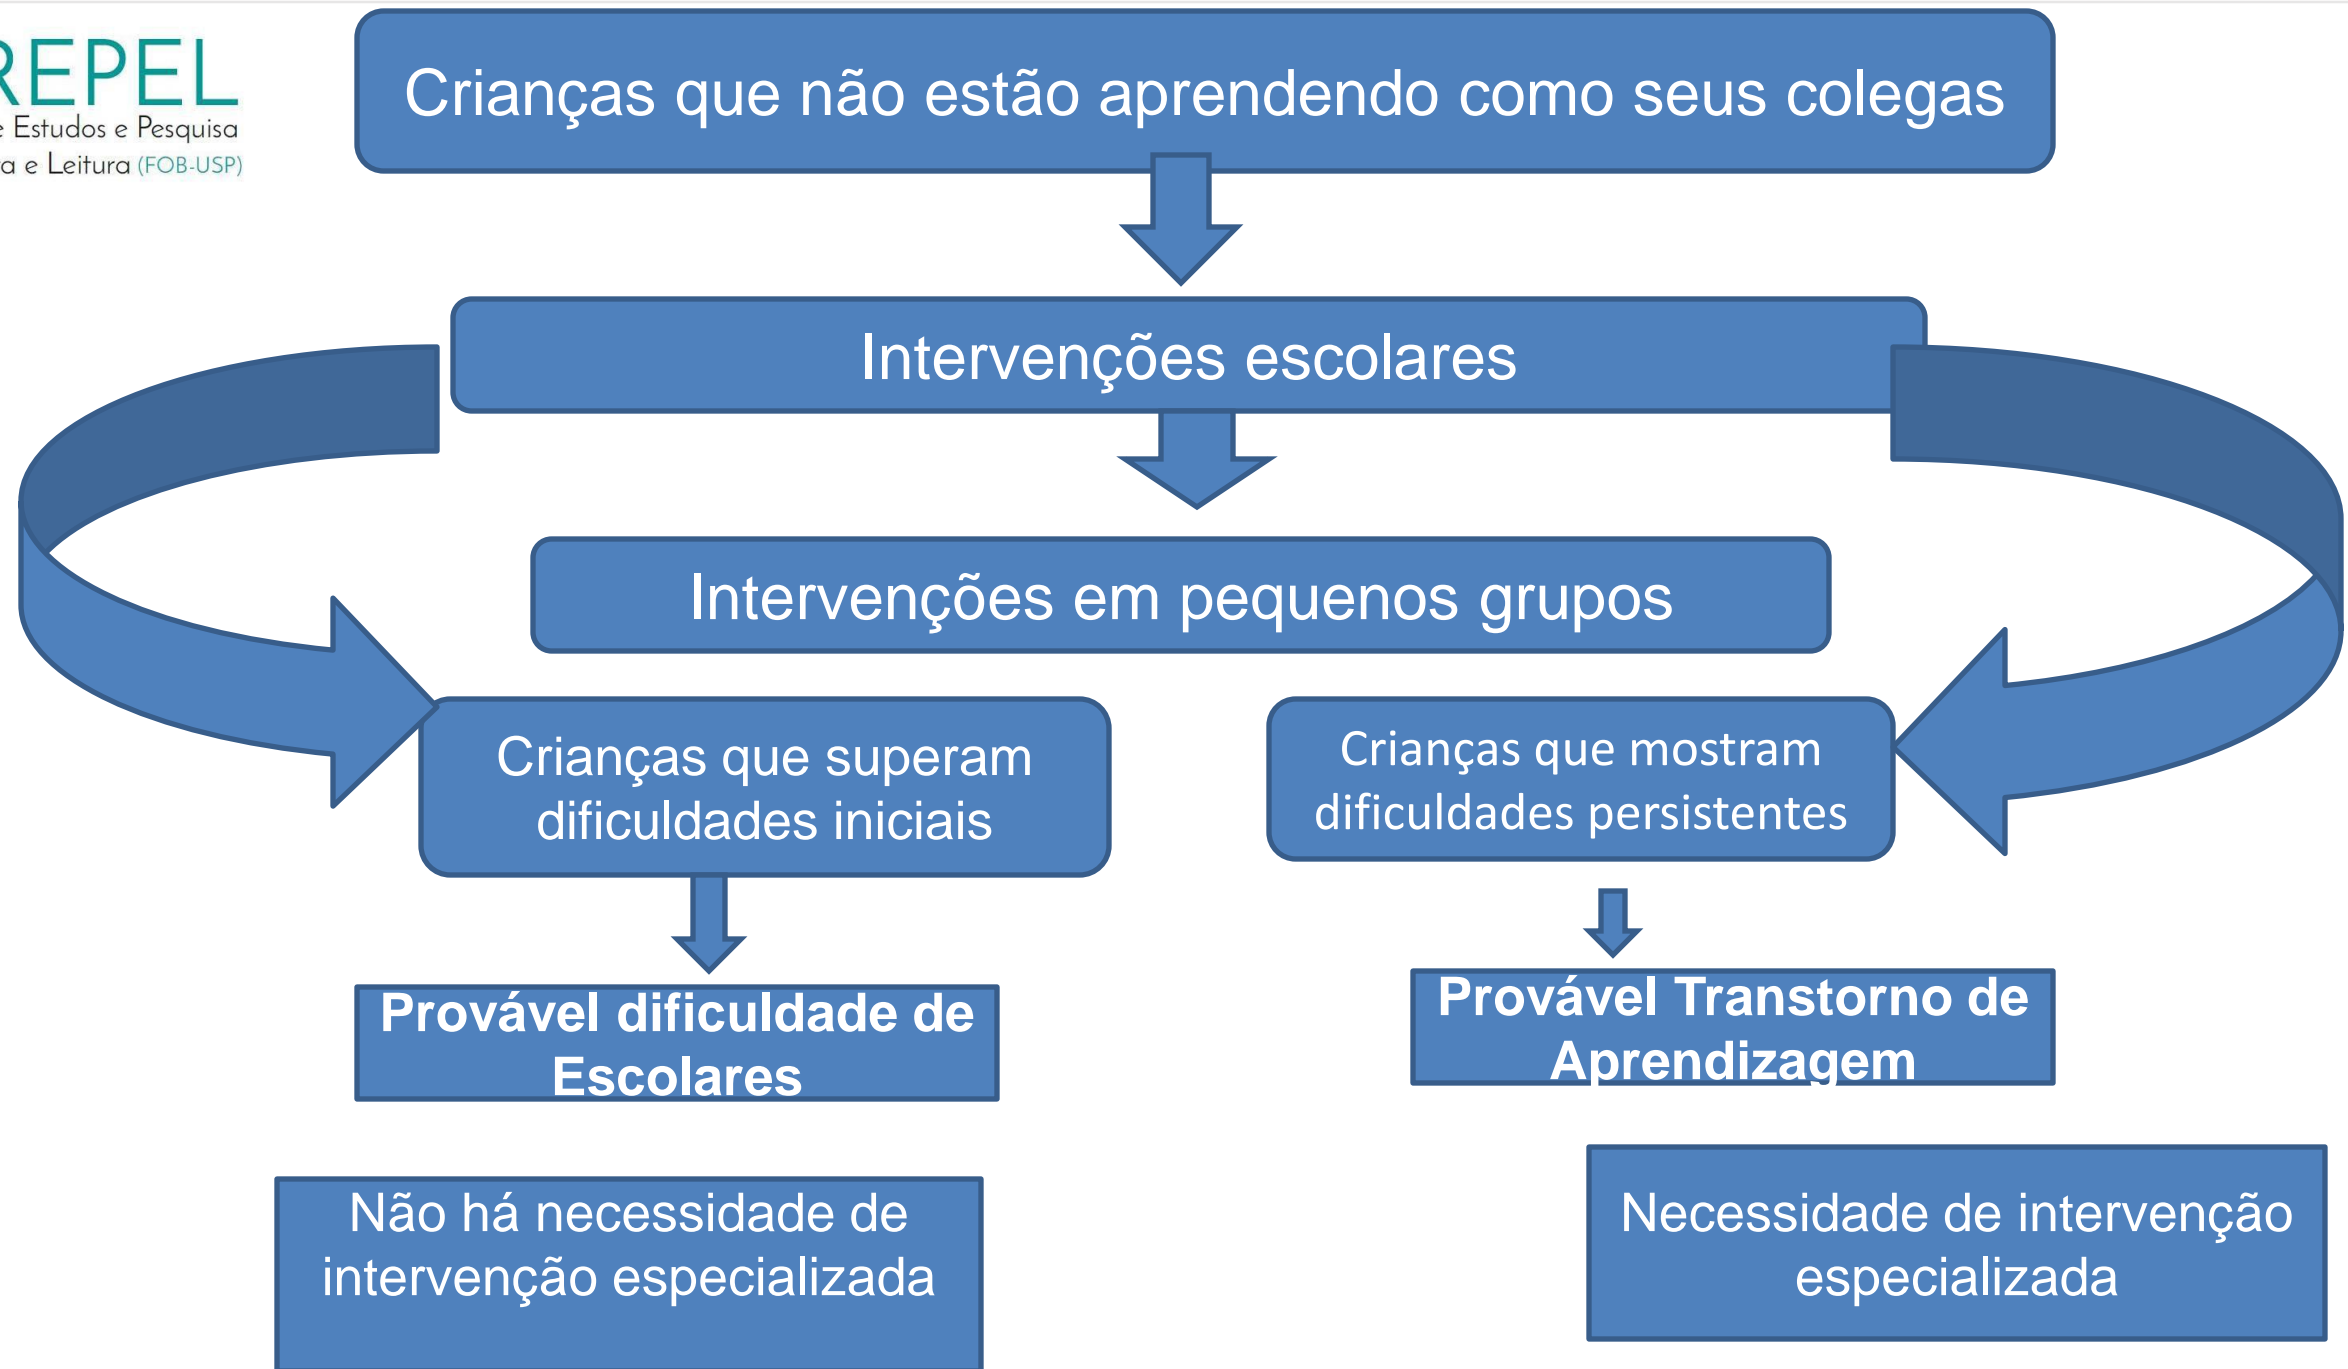 REPEL
e Estudos e Pesquisa
a e Leitura (FOB-USP)
Crianças que não estão aprendendo como seus colegas
Intervenções escolares
Intervenções em pequenos grupos
Crianças que superam
dificuldades iniciais
Crianças que mostram
dificuldades persistentes
Provável dificuldade de
Escolares
Provável Transtorno de
Aprendizagem
Não há necessidade de
intervenção especializada
Necessidade de intervenção
especializada